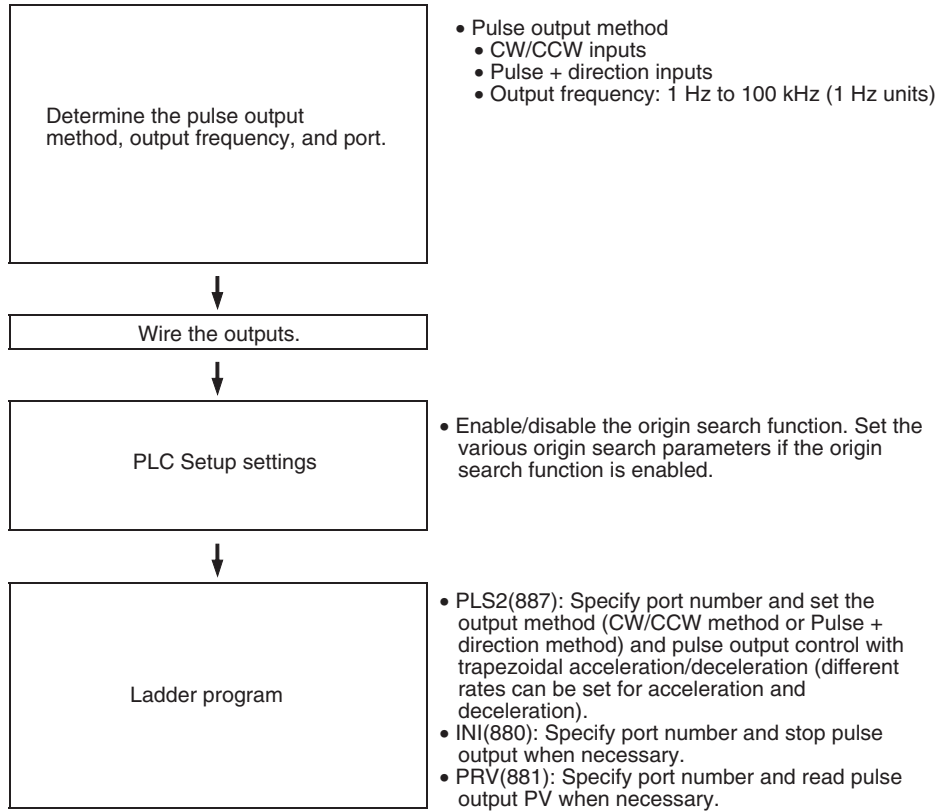 Determine the pulse output
method, output frequency, and port.
• Pulse output method
• CW/CCW inputs
• Pulse + direction inputs
• Output frequency: 1 Hz to 100 kHz (1 Hz units)
Wire the outputs.
PLC Setup settings
• Enable/disable the origin search function. Set the
various origin search parameters if the origin
search function is enabled.
Ladder program
• PLS2(887): Specify port number and set the
output method (CW/CCW method or Pulse +
direction method) and pulse output control with
trapezoidal acceleration/deceleration (different
rates can be set for acceleration and
deceleration).
• INI(880): Specify port number and stop pulse
output when necessary.
• PRV(881): Specify port number and read pulse
output PV when necessary.